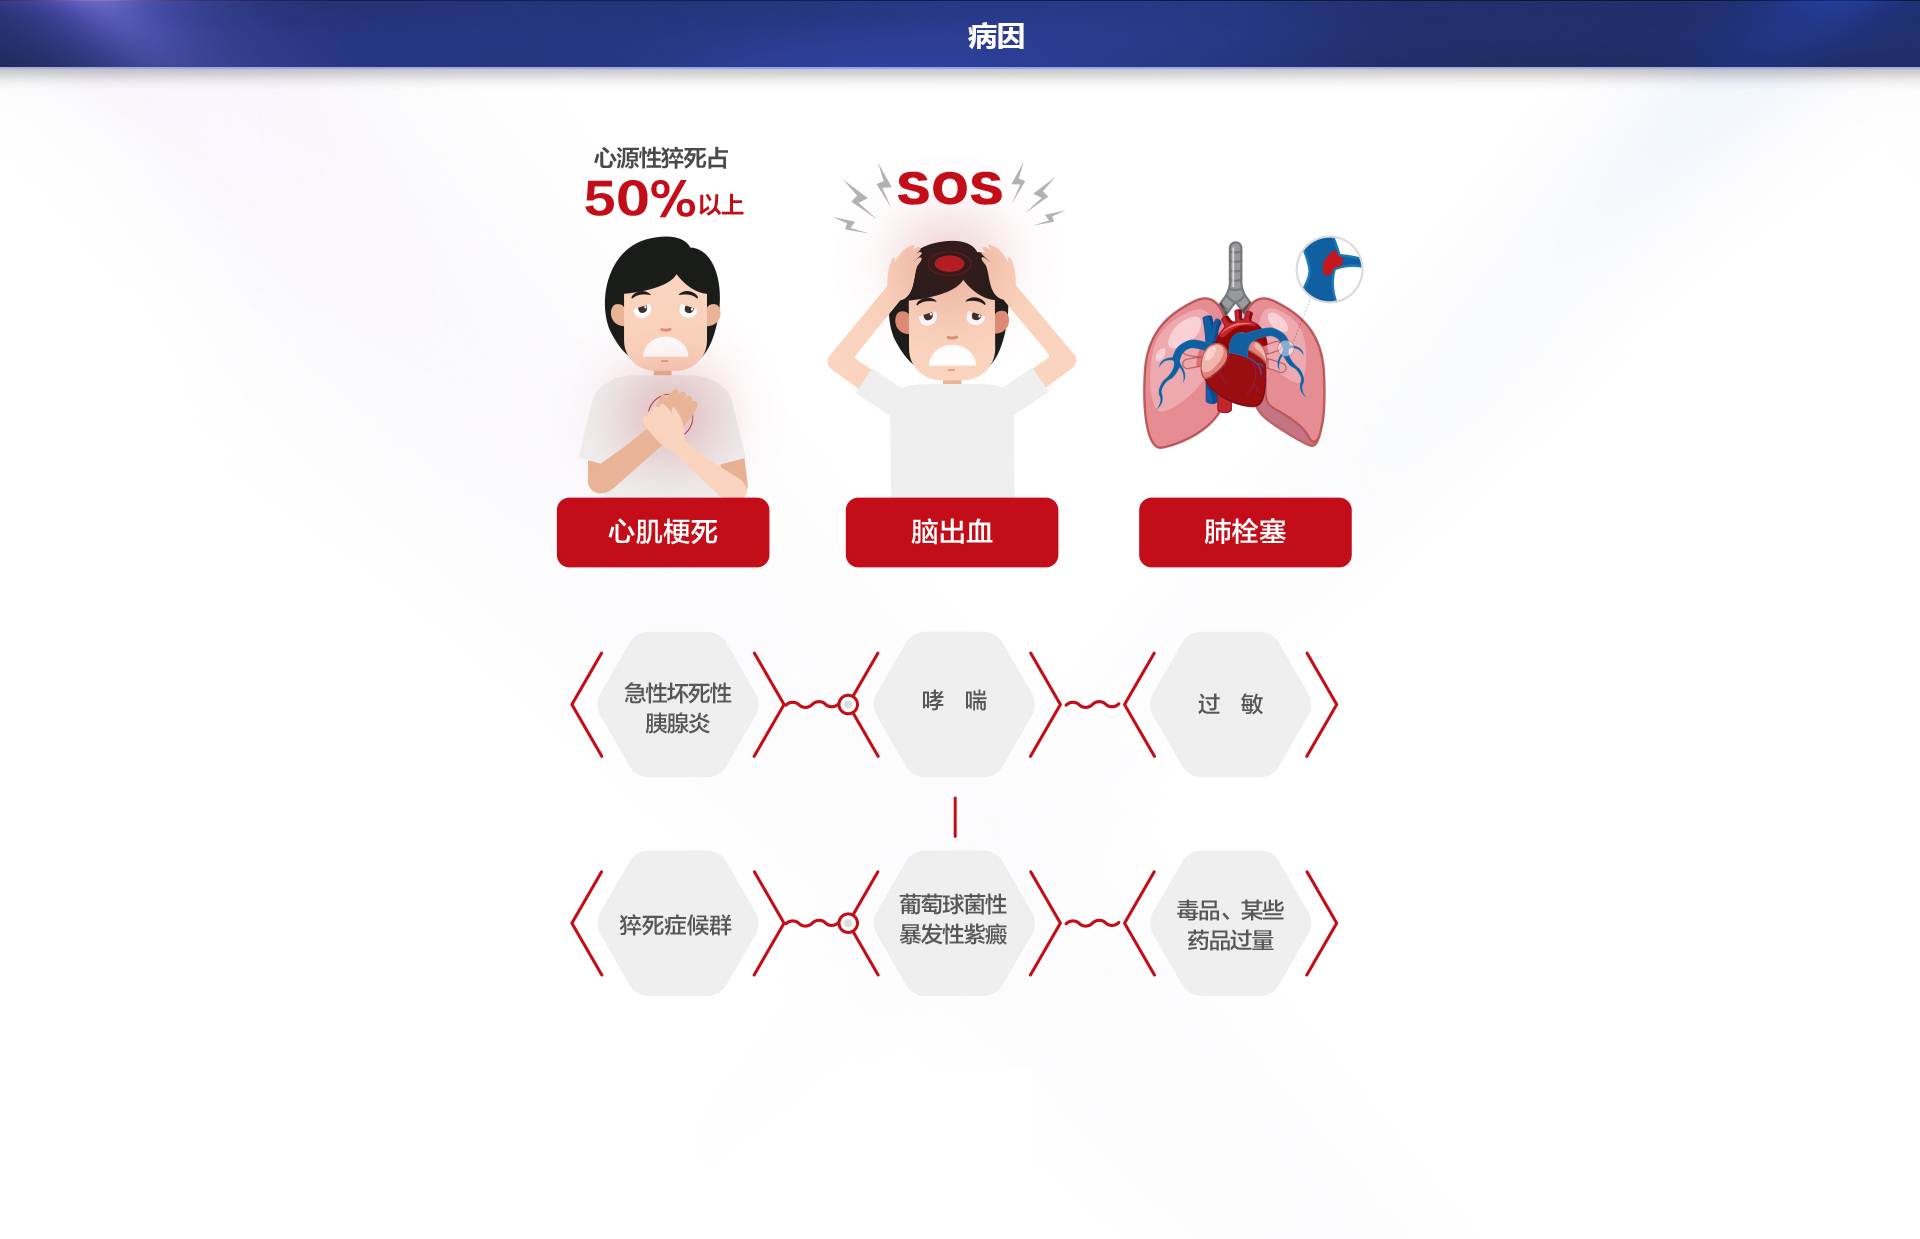 病因
心源性猝死占
50%以上
sos
心肌梗死
脑出血
肺栓塞
急性坏死性
胰腺炎
哮 喘
过 敏
猝死症候群
葡萄球菌性
暴发性紫癜
毒品、某些
药品过量